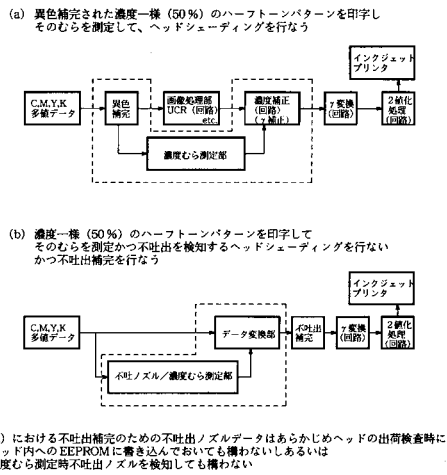 (a) 異色補完された濃度一様（50％）のハーフトーンパターンを印字し
そのむらを測定して、ヘッドシェーディングを行なう
インクジェット
プリンタ
C,M,Y,K
多値データ
異色
補完
画像処理部
UCR（回路）
etc.
濃度補正
（回路）
（γ補正）
γ変換
（回路）
2値化
処理
（回路）
濃度むら測定部
(b) 濃度一様（50％）のハーフトーンパターンを印字して
そのむらを測定かつ不吐出を検知するヘッドシェーディングを行ない
かつ不吐出補完を行なう
インクジェット
プリンタ
C,M,Y,K
多値データ
データ変換部
不吐出
補完
γ変換
（回路）
2値化
処理
（回路）
不吐ノズル／濃度むら測定部
）における不吐出補完のための不吐出ノズルデータはあらかじめヘッドの出荷検査時に
ッド内へのEEPROMに書き込んでおいても構わないしあるいは
度むら測定時不吐出ノズルを検知しても構わない